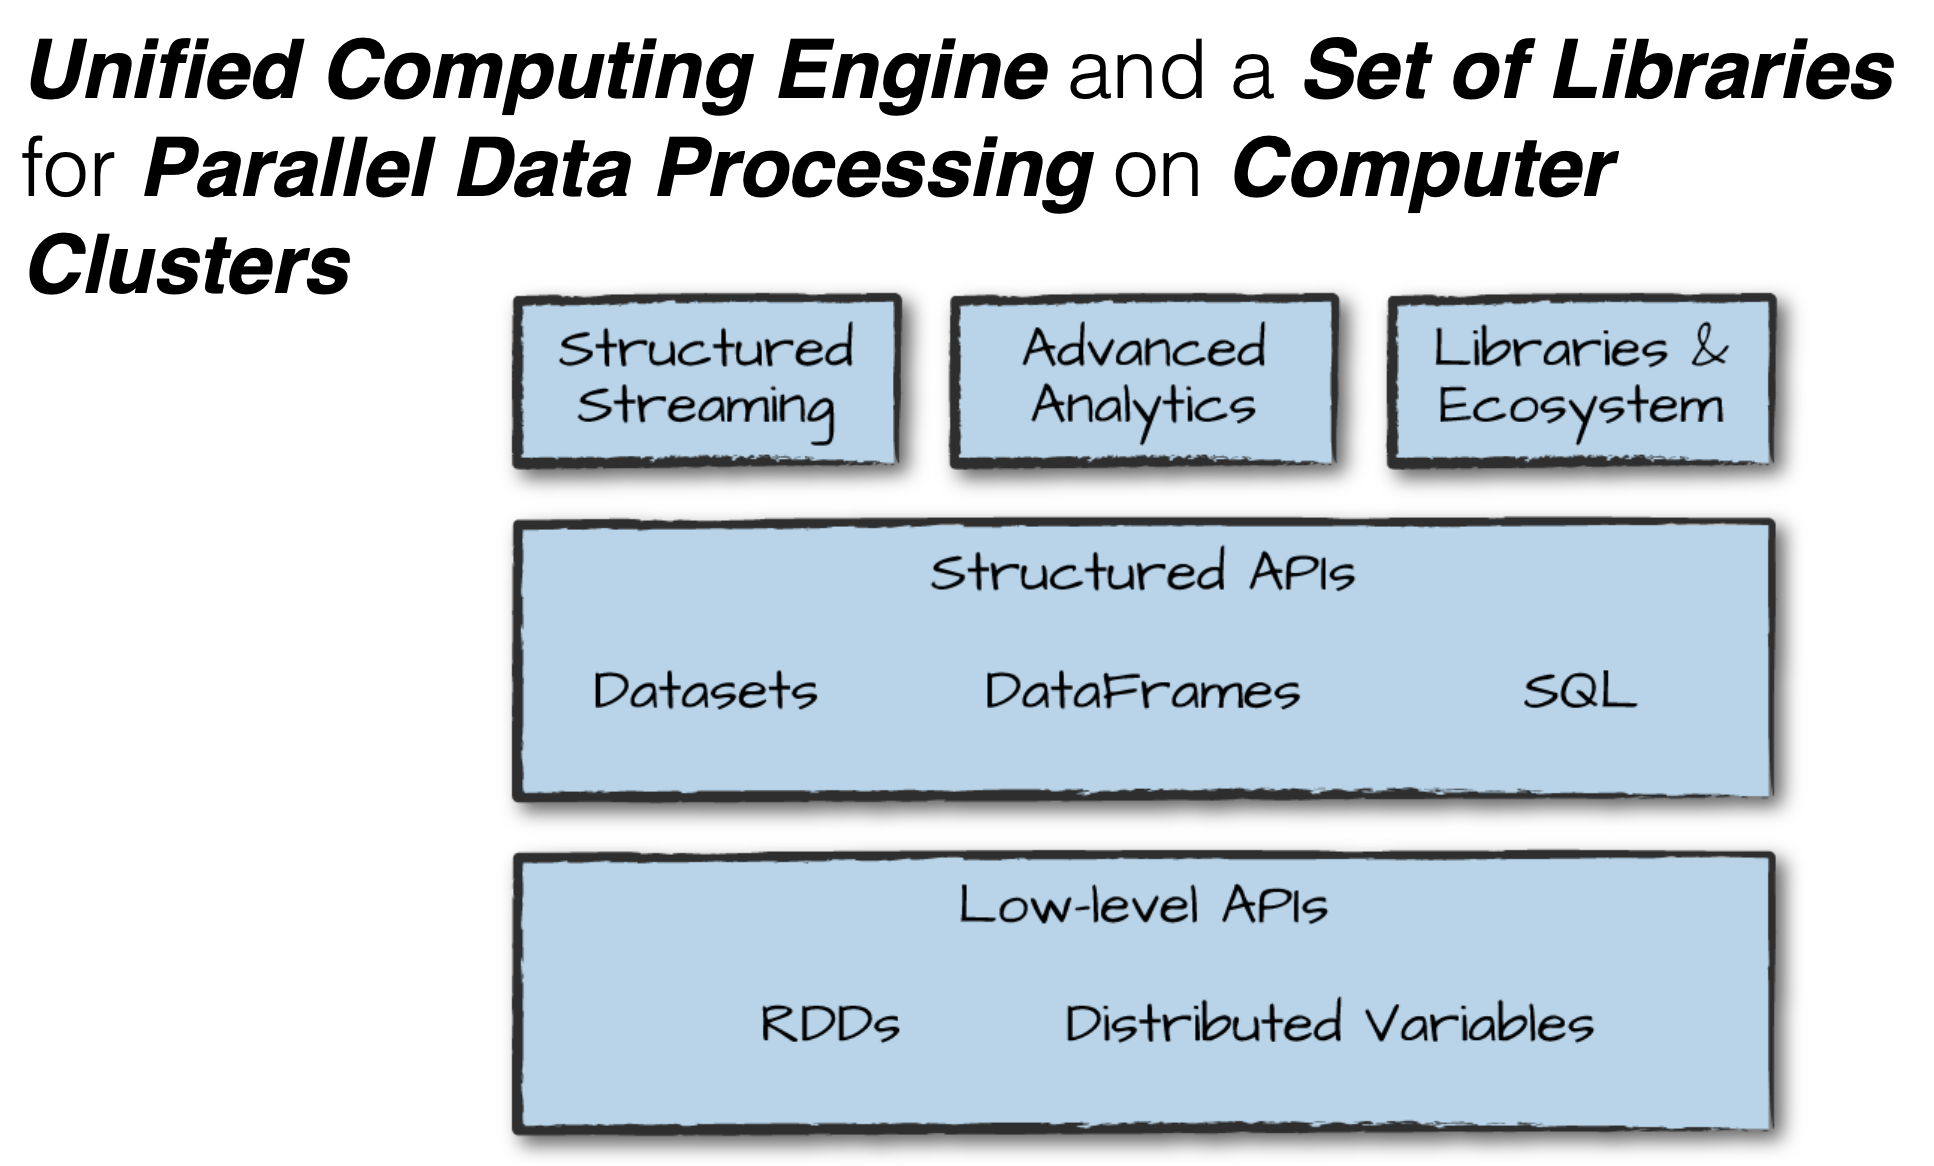 Unified Computing Engine and a Set of Libraries
for Parallel Data Processing on Computer
Clusters
Structured
Streaming
Advanced
Analytics
Libraries &
Ecosystem
Structured APIs
Datasets DataFrames SQL
Low-level APIs
RDDs Distributed Variables